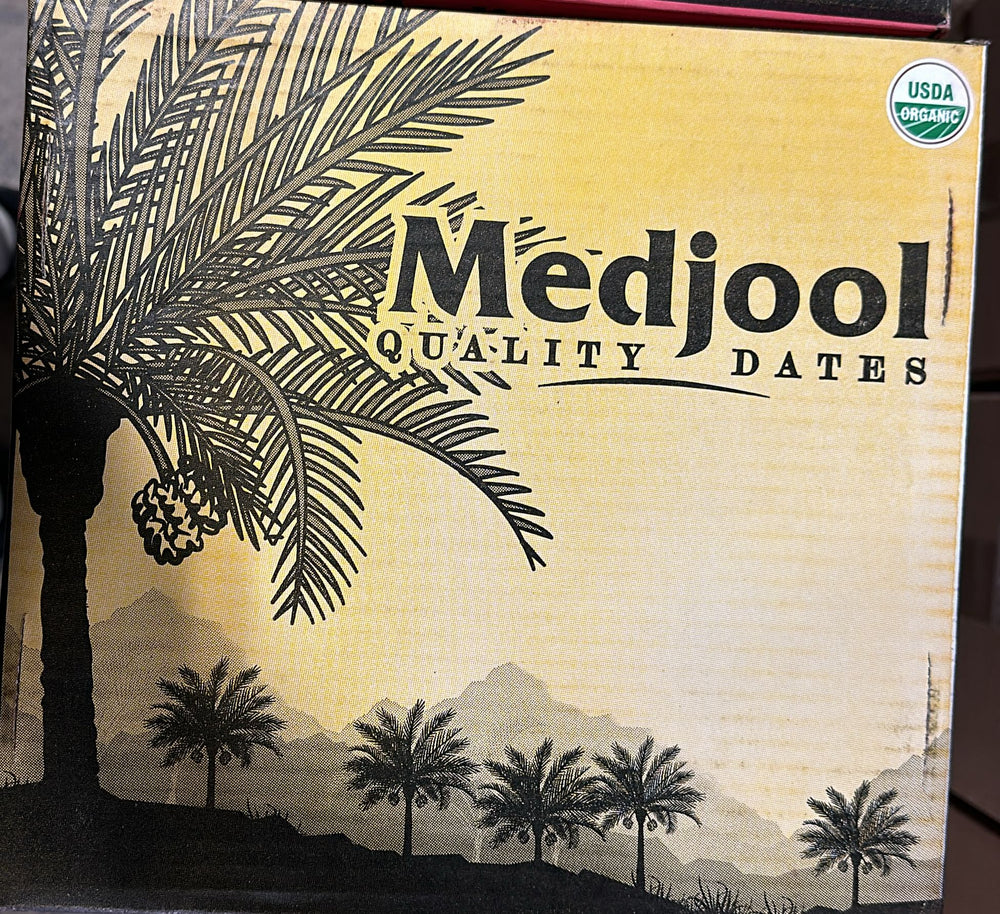 USDA
ORGANIC
Medjool
QUALITY DATES